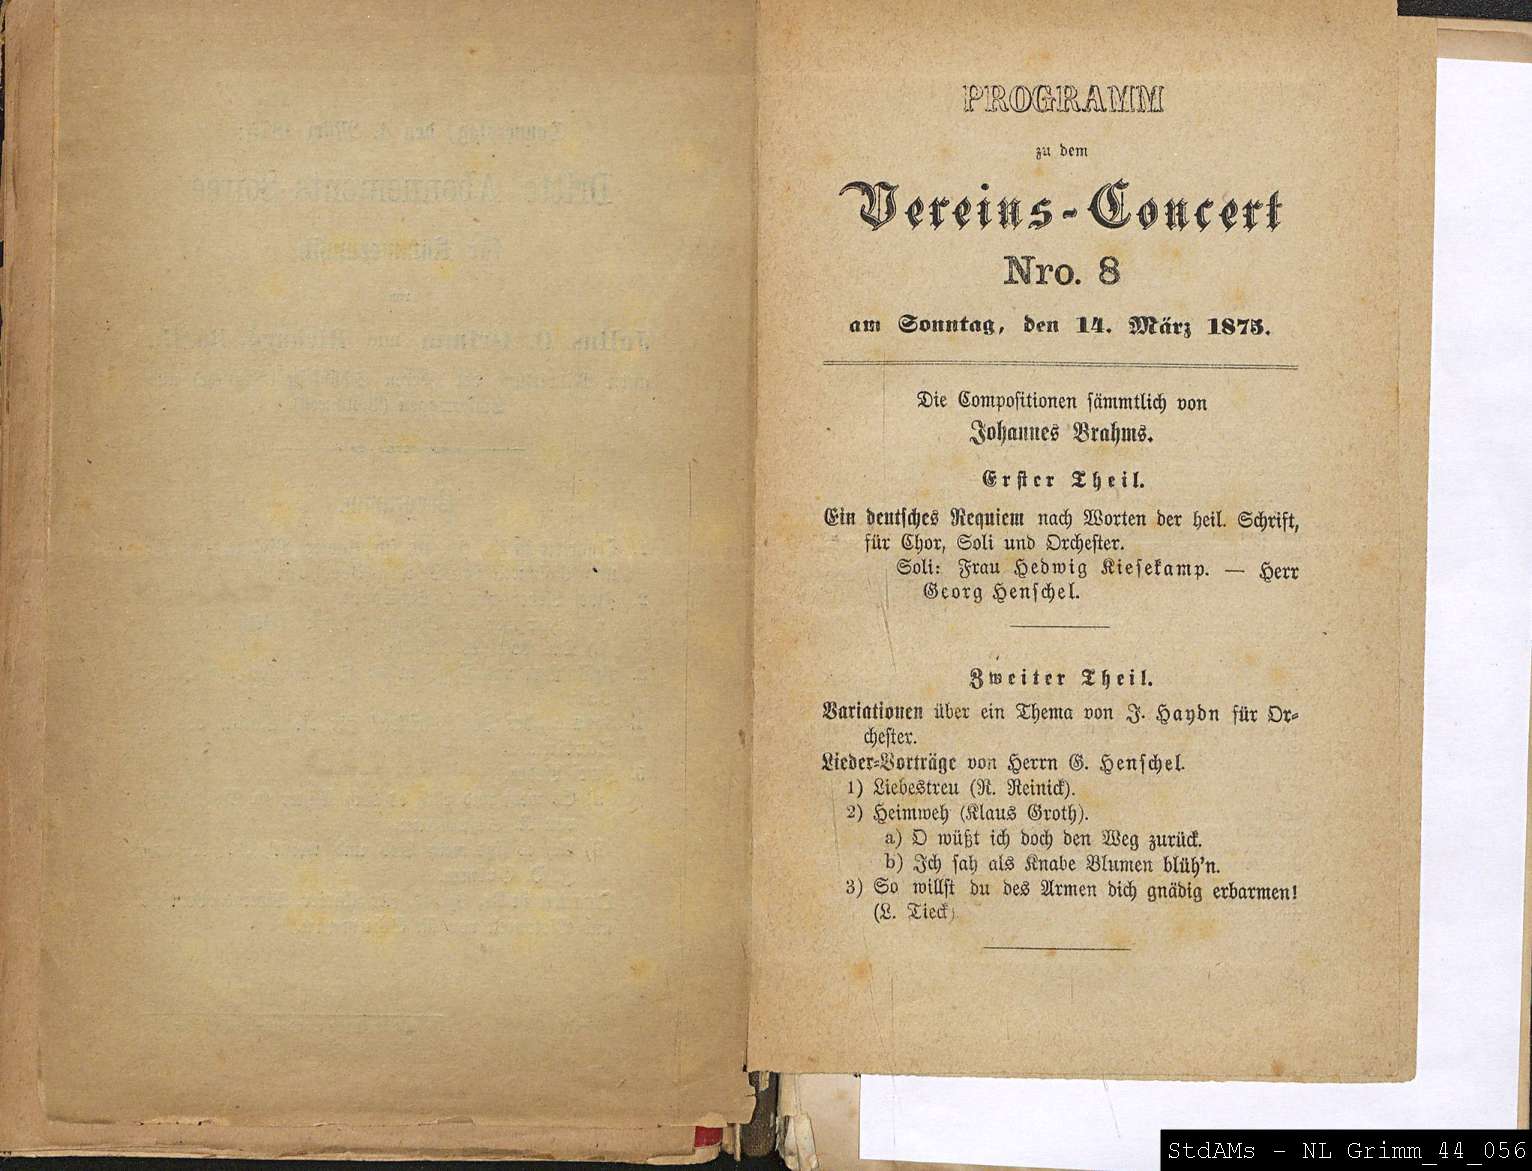 PROGRAMM
zu dem
Vereins-Concert
Nro. 8
am Sonntag, den 14. März 1875.
Die Compositionen sämmtlich von
Johannes Brahms.
Erster Theil.
Ein deutsches Requiem nach Worten der heil. Schrift,
für Chor, Soli und Orchester.
Soli: Frau Hedwig Kiesekamp. — Herr
Georg Henschel.
Zweiter Theil.
Variationen über ein Thema von J. Haydn für Or-
chester.
Lieder-Vorträge von Herrn G. Henschel.
1) Liebestreu (R. Reinick).
2) Heimweh (Klaus Groth).
a) O wüßt ich doch den Weg zurück.
b) Ich sah als Knabe Blumen blüh'n.
3) So willst du des Armen dich gnädig erbarmen!
(L. Tieck)
StdAMs - NL Grimm_44_056